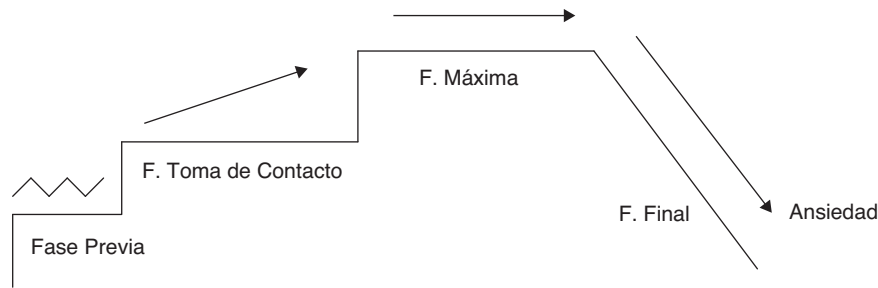 F. Máxima
F. Toma de Contacto
F. Final
Ansiedad
Fase Previa